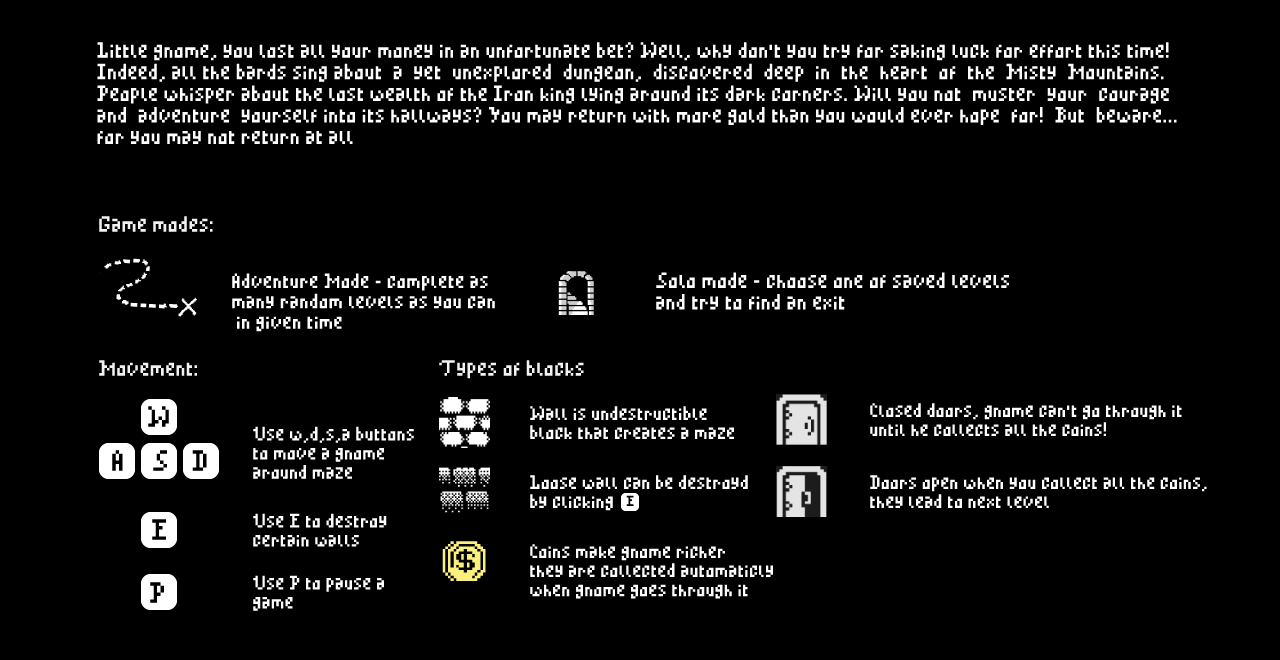 Little gnome, you lost all your money in an unfortunate bet? Well, why don't you try for saking luck for effort this time!
Indeed, all the bards sing about a yet unexplored dungeon, discovered deep in the heart of the Misty Mountains.
People whisper about the lost wealth of the Iron king lying around its dark corners. Will you not muster your courage
and adventure yourself into its hallways? You may return with more gold than you would ever hope for! But beware...
for you may not return at all
Game modes:
Adventure Mode - complete as
many random levels as you can
in given time
Solo mode - choose one of saved levels
and try to find an exit
Movement:
W
A S D
Use w,d,s,a buttons
to move a gnome
around maze
E
Use E to destroy
certain walls
P
Use P to pause a
game
Types of blocks
Wall is undestructible
block that creates a maze
Loose wall can be destroyd
by clicking E
$
Coins make gnome richer
they are collected automaticly
when gnome goes through it
Closed doors, gnome can't go through it
until he collects all the coins!
Doors open when you collect all the coins,
they lead to next level